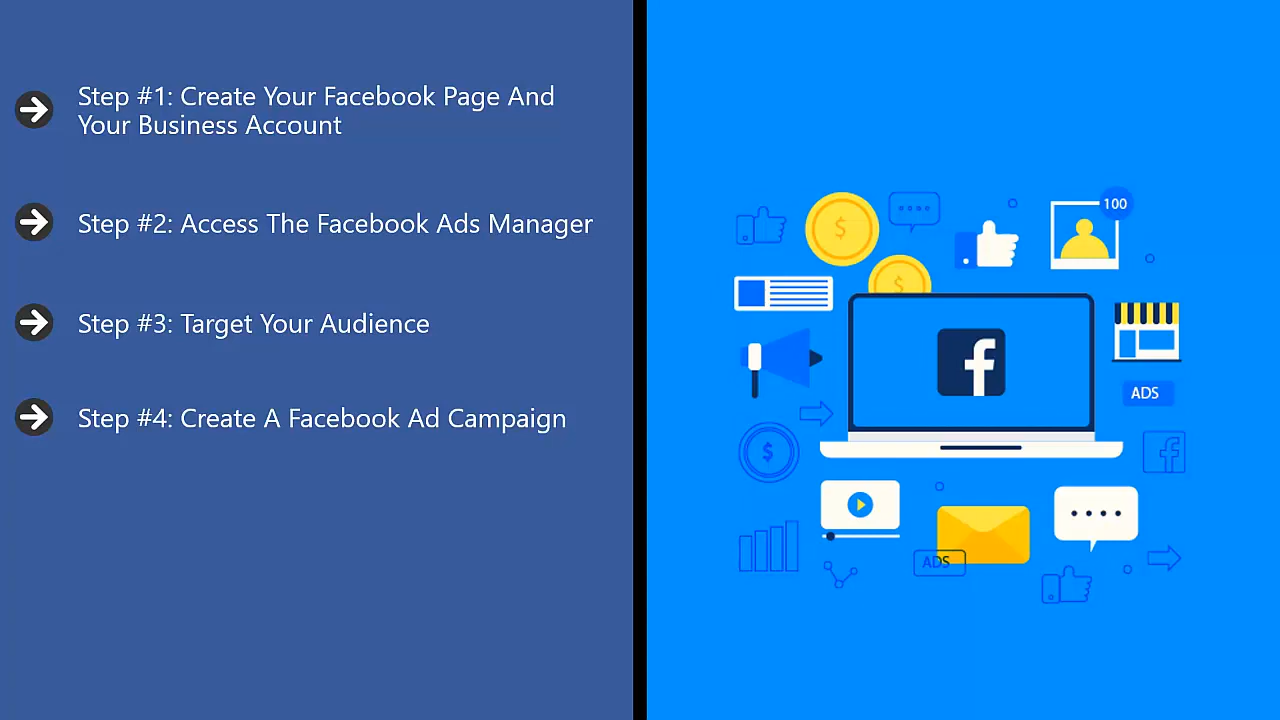 Step #1: Create Your Facebook Page And
Your Business Account
Step #2: Access The Facebook Ads Manager
Step #3: Target Your Audience
Step #4: Create A Facebook Ad Campaign
100
$
$
f
ADS
$
f
ADS